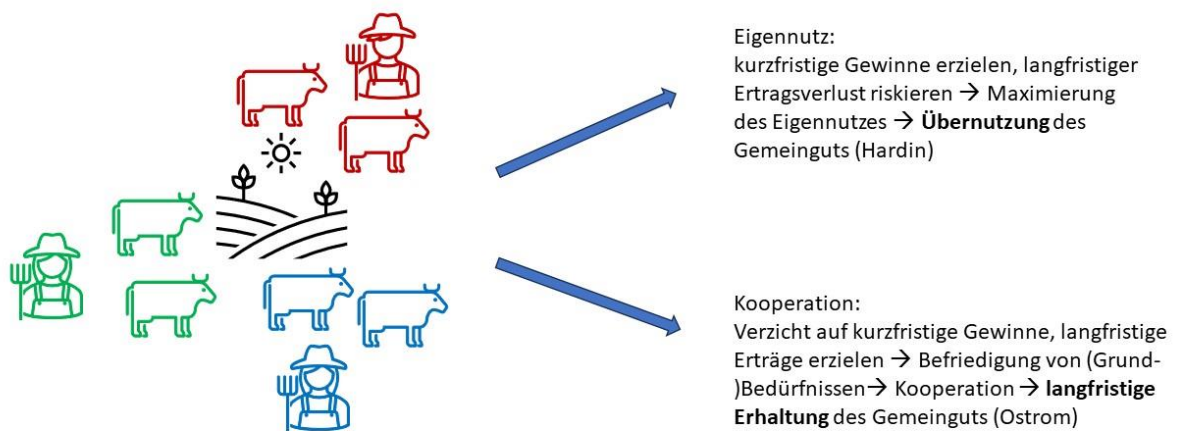 Eigennutz:
kurzfristige Gewinne erzielen, langfristiger
Ertragsverlust riskieren → Maximierung
des Eigennutzes → Übernutzung des
Gemeinguts (Hardin)
Kooperation:
Verzicht auf kurzfristige Gewinne, langfristige
Erträge erzielen → Befriedigung von (Grund-
)Bedürfnissen→ Kooperation → langfristige
Erhaltung des Gemeinguts (Ostrom)